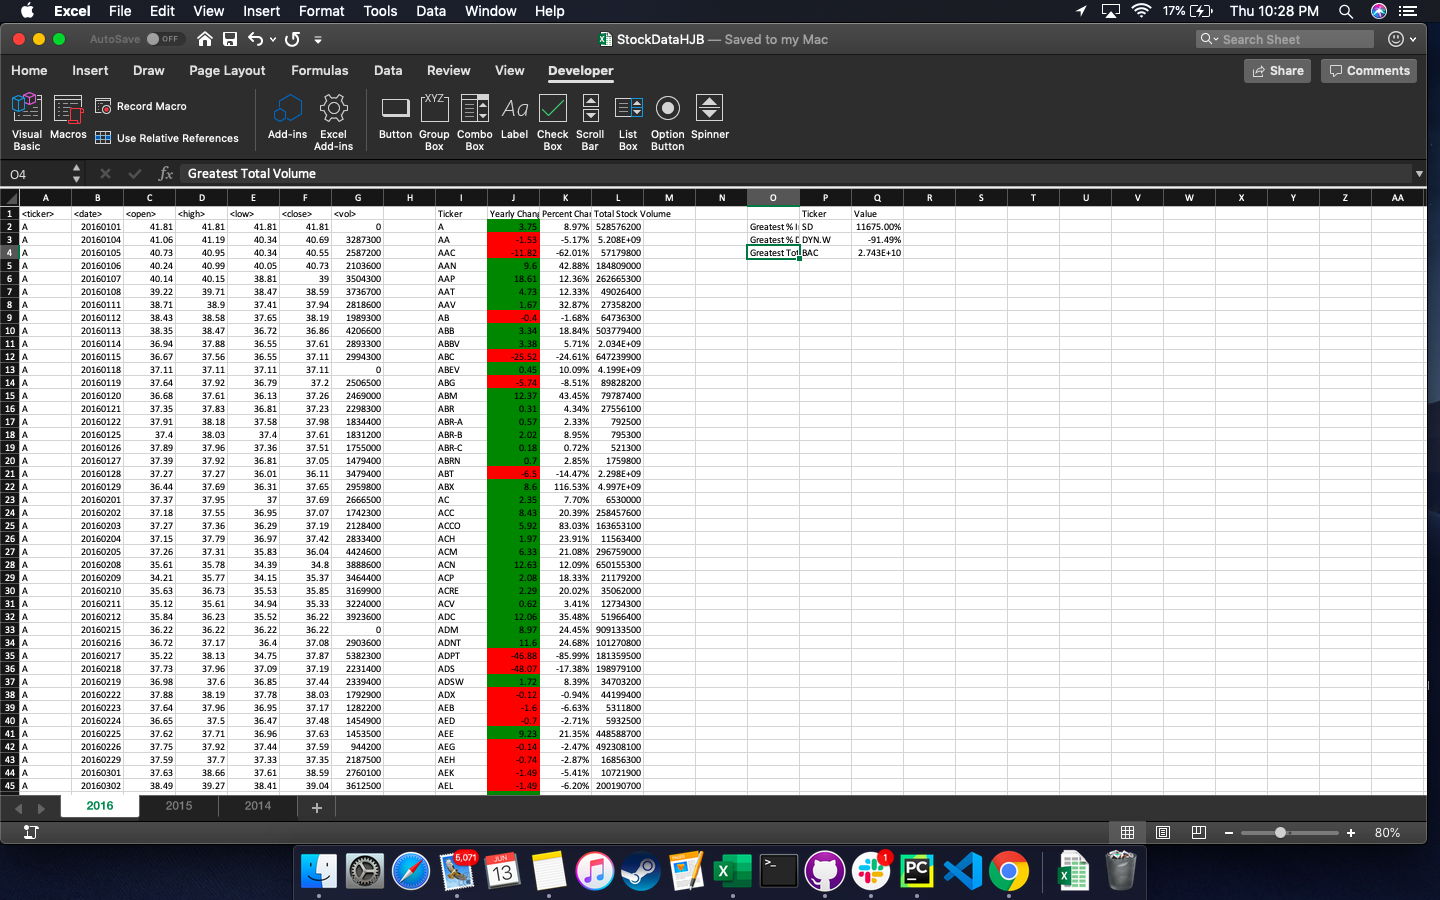 Excel File Edit View Insert Format Tools Data Window Help 17% Thu 10:28 PM
AutoSave OFF StockDataHJB — Saved to my Mac Search Sheet
Home Insert Draw Page Layout Formulas Data Review View Developer Share Comments
Visual Basic Macros Record Macro Use Relative References Add-ins Excel Add-ins Button XYZ Group Box Combo Box Aa Label Check Box Scroll Bar List Box Option Button Spinner
O4 fx Greatest Total Volume
A B C D E F G H I J K L M N O P Q R S T U V W X Y Z AA
1 <ticker> <date> <open> <high> <low> <close> <vol> Ticker Yearly Chan Percent Cha Total Stock Volume Ticker Value
2 A 20160101 41.81 41.81 41.81 41.81 0 A 3.75 8.97% 528576200 Greatest % I SD 11675.00%
3 A 20160104 41.06 41.19 40.34 40.69 3287300 AA -1.53 -5.17% 5.208E+09 Greatest % D DYN.W -91.49%
4 A 20160105 40.73 40.95 40.34 40.55 2587200 AAC -11.82 -62.01% 57179800 Greatest Tot BAC 2.743E+10
5 A 20160106 40.24 40.99 40.05 40.73 2103600 AAN 9.6 42.88% 184809000
6 A 20160107 40.14 40.15 38.81 39 3504300 AAP 18.61 12.36% 262665300
7 A 20160108 39.22 39.71 38.47 38.59 3736700 AAT 4.73 12.33% 49026400
8 A 20160111 38.71 38.9 37.41 37.94 2818600 AAV 1.67 32.87% 27358200
9 A 20160112 38.43 38.58 37.65 38.19 1989300 AB -0.4 -1.68% 64736300
10 A 20160113 38.35 38.47 36.72 36.86 4206600 ABB 3.34 18.84% 503779400
11 A 20160114 36.94 37.88 36.55 37.61 2893300 ABBV 3.38 5.71% 2.034E+09
12 A 20160115 36.67 37.56 36.55 37.11 2994300 ABC -25.52 -24.61% 647239900
13 A 20160118 37.11 37.11 37.11 37.11 0 ABEV 0.45 10.09% 4.199E+09
14 A 20160119 37.64 37.92 36.79 37.2 2506500 ABG -5.74 -8.51% 89828200
15 A 20160120 36.68 37.61 36.13 37.26 2469000 ABM 12.37 43.45% 79787400
16 A 20160121 37.35 37.83 36.81 37.23 2298300 ABR 0.31 4.34% 27556100
17 A 20160122 37.91 38.18 37.58 37.98 1834400 ABR-A 0.57 2.33% 792500
18 A 20160125 37.4 38.03 37.4 37.61 1831200 ABR-B 2.02 8.95% 795300
19 A 20160126 37.89 37.96 37.36 37.51 1755000 ABR-C 0.18 0.72% 521300
20 A 20160127 37.39 37.92 36.81 37.05 1479400 ABRN 0.7 2.85% 1759800
21 A 20160128 37.27 37.27 36.01 36.11 3479400 ABT -6.5 -14.47% 2.298E+09
22 A 20160129 36.44 37.69 36.31 37.65 2959800 ABX 8.6 116.53% 4.997E+09
23 A 20160201 37.37 37.95 37 37.69 2666500 AC 2.35 7.70% 6530000
24 A 20160202 37.18 37.55 36.95 37.07 1742300 ACC 8.43 20.39% 258457600
25 A 20160203 37.27 37.36 36.29 37.19 2128400 ACCO 5.92 83.03% 163653100
26 A 20160204 37.15 37.79 36.97 37.42 2833400 ACH 1.97 23.91% 11563400
27 A 20160205 37.26 37.31 35.83 36.04 4424600 ACM 6.33 21.08% 296759000
28 A 20160208 35.61 35.78 34.39 34.8 3888600 ACN 12.63 12.09% 650155300
29 A 20160209 34.21 35.77 34.15 35.37 3464400 ACP 2.08 18.33% 21179200
30 A 20160210 35.63 36.73 35.53 35.85 3169900 ACRE 2.29 20.02% 35062000
31 A 20160211 35.12 35.61 34.94 35.33 3224000 ACV 0.62 3.41% 12734300
32 A 20160212 35.84 36.23 35.52 36.22 3923600 ADC 12.06 35.48% 51966400
33 A 20160215 36.22 36.22 36.22 36.22 0 ADM 8.97 24.45% 909133500
34 A 20160216 36.72 37.17 36.4 37.08 2903600 ADNT 11.6 24.68% 101270800
35 A 20160217 35.22 38.13 34.75 37.87 5382300 ADPT -46.88 -85.99% 181359500
36 A 20160218 37.73 37.96 37.09 37.19 2231400 ADS -48.07 -17.38% 198979100
37 A 20160219 36.98 37.6 36.85 37.44 2339400 ADSW 1.72 8.39% 34703200
38 A 20160222 37.88 38.19 37.78 38.03 1792900 ADX -0.12 -0.94% 44199400
39 A 20160223 37.64 37.96 36.95 39.17 1282200 AEB -1.6 -6.63% 5311800
40 A 20160224 36.65 37.5 36.47 37.48 1454900 AED -0.7 -2.71% 5932500
41 A 20160225 37.62 37.71 36.96 37.63 1453500 AEE 9.23 21.35% 448588700
42 A 20160226 37.75 37.92 37.44 37.59 944200 AEG -0.14 -2.47% 492308100
43 A 20160229 37.59 37.7 37.33 37.35 2187500 AEH -0.74 -2.87% 16856300
44 A 20160301 37.63 38.66 37.61 38.59 2760100 AEK -1.49 -5.41% 10721900
45 A 20160302 38.49 39.27 38.41 39.04 3612500 AEL -1.49 -6.20% 200190700
2016 2015 2014
80%
6,071 JUN 13 1 PC